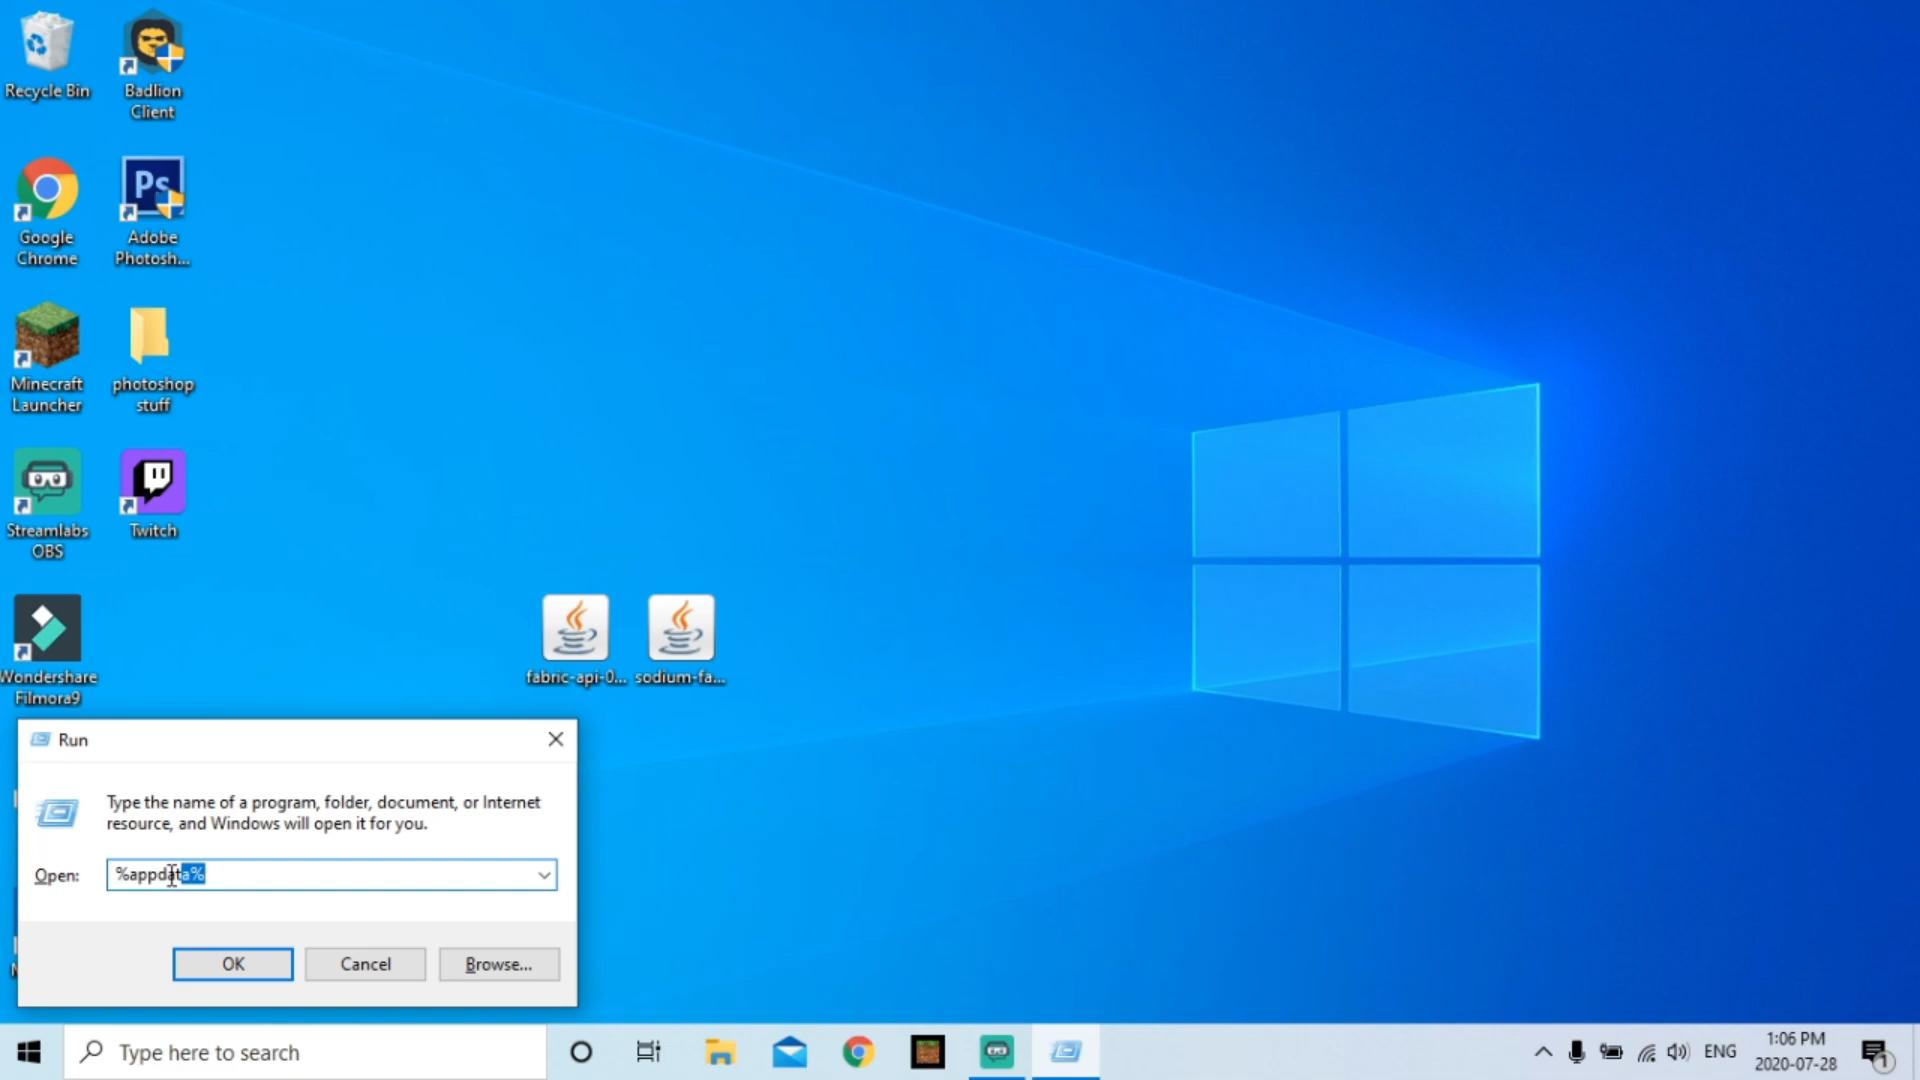 Recycle Bin
Badlion
Client
Google
Chrome
Ps
Adobe
Photosh...
Minecraft
Launcher
photoshop
stuff
Streamlabs
OBS
Twitch
Wondershare
Filmora9
fabric-api-0...
sodium-fa...
Run
Type the name of a program, folder, document, or Internet
resource, and Windows will open it for you.
Open:
%appdata%
OK
Cancel
Browse...
Type here to search
ENG
1:06 PM
2020-07-28
1